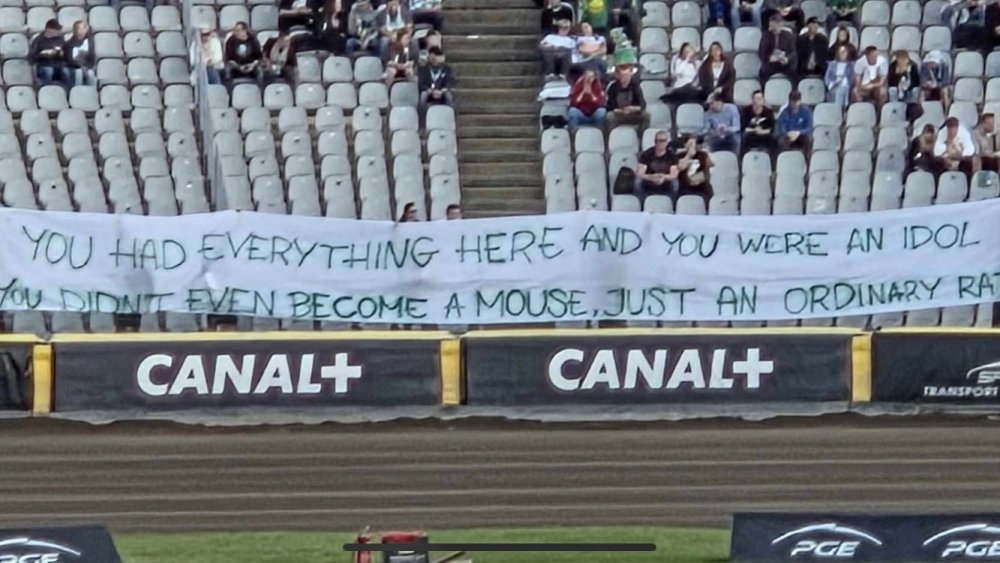 YOU HAD EVERYTHING HERE AND YOU WERE AN IDOL
YOU DIDN'T EVEN BECOME A MOUSE, JUST AN ORDINARY RAT
CANAL+ CANAL+
TRANSPORT
PGE PGE PGE